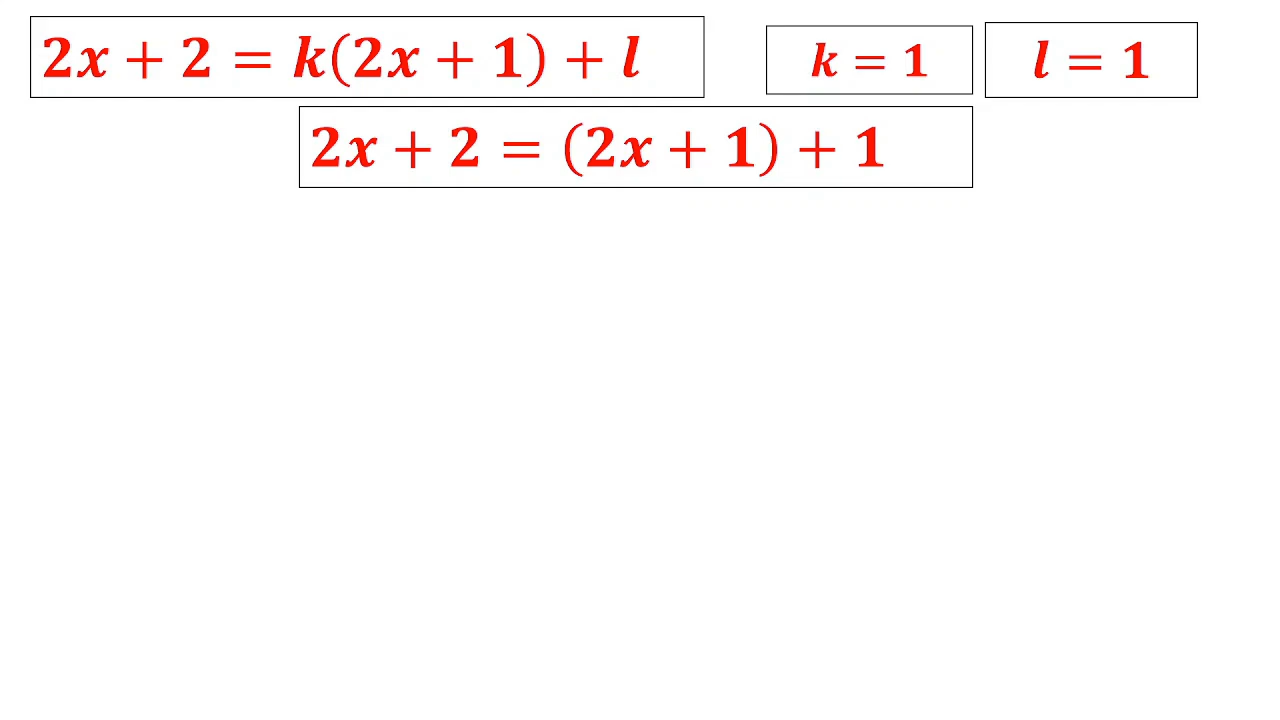 2x + 2 = k(2x + 1) + l
k = 1
l = 1
2x + 2 = (2x + 1) + 1